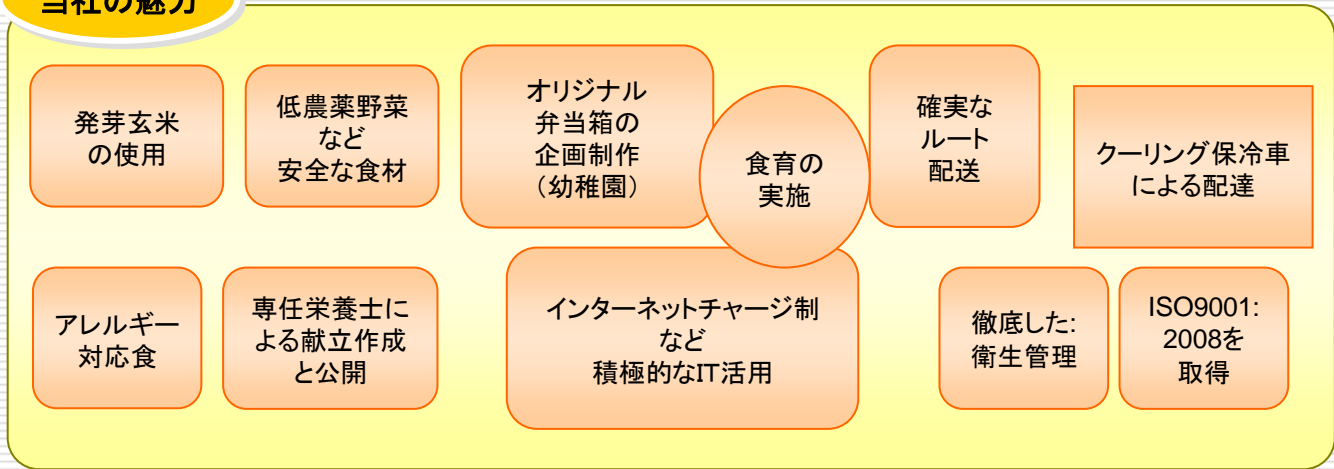 当社の魅力
発芽玄米
の使用
低農薬野菜
など
安全な食材
オリジナル
弁当箱の
企画制作
（幼稚園）
食育の
実施
確実な
ルート
配送
クーリング保冷車
による配達
アレルギー
対応食
専任栄養士に
よる献立作成
と公開
インターネットチャージ制
など
積極的なIT活用
徹底した:
衛生管理
ISO9001:
2008を
取得